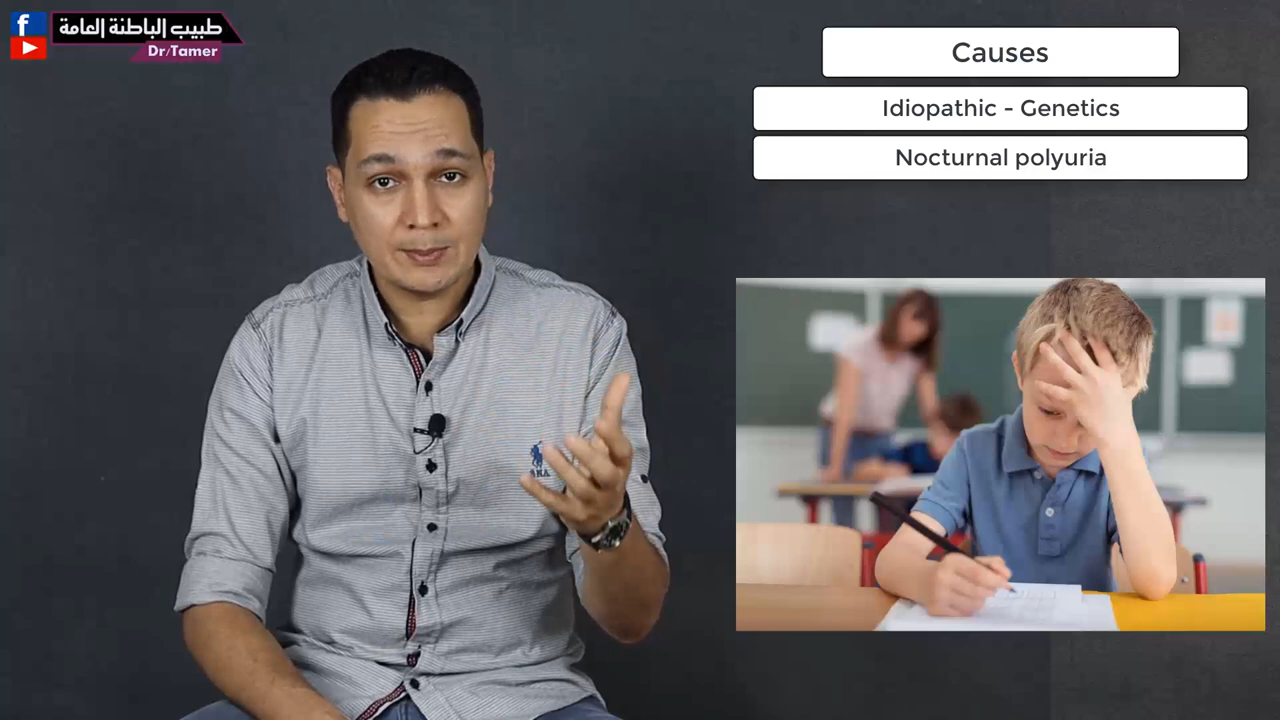 طبيب الباطنة العامة
Dr/Tamer
Causes
Idiopathic - Genetics
Nocturnal polyuria